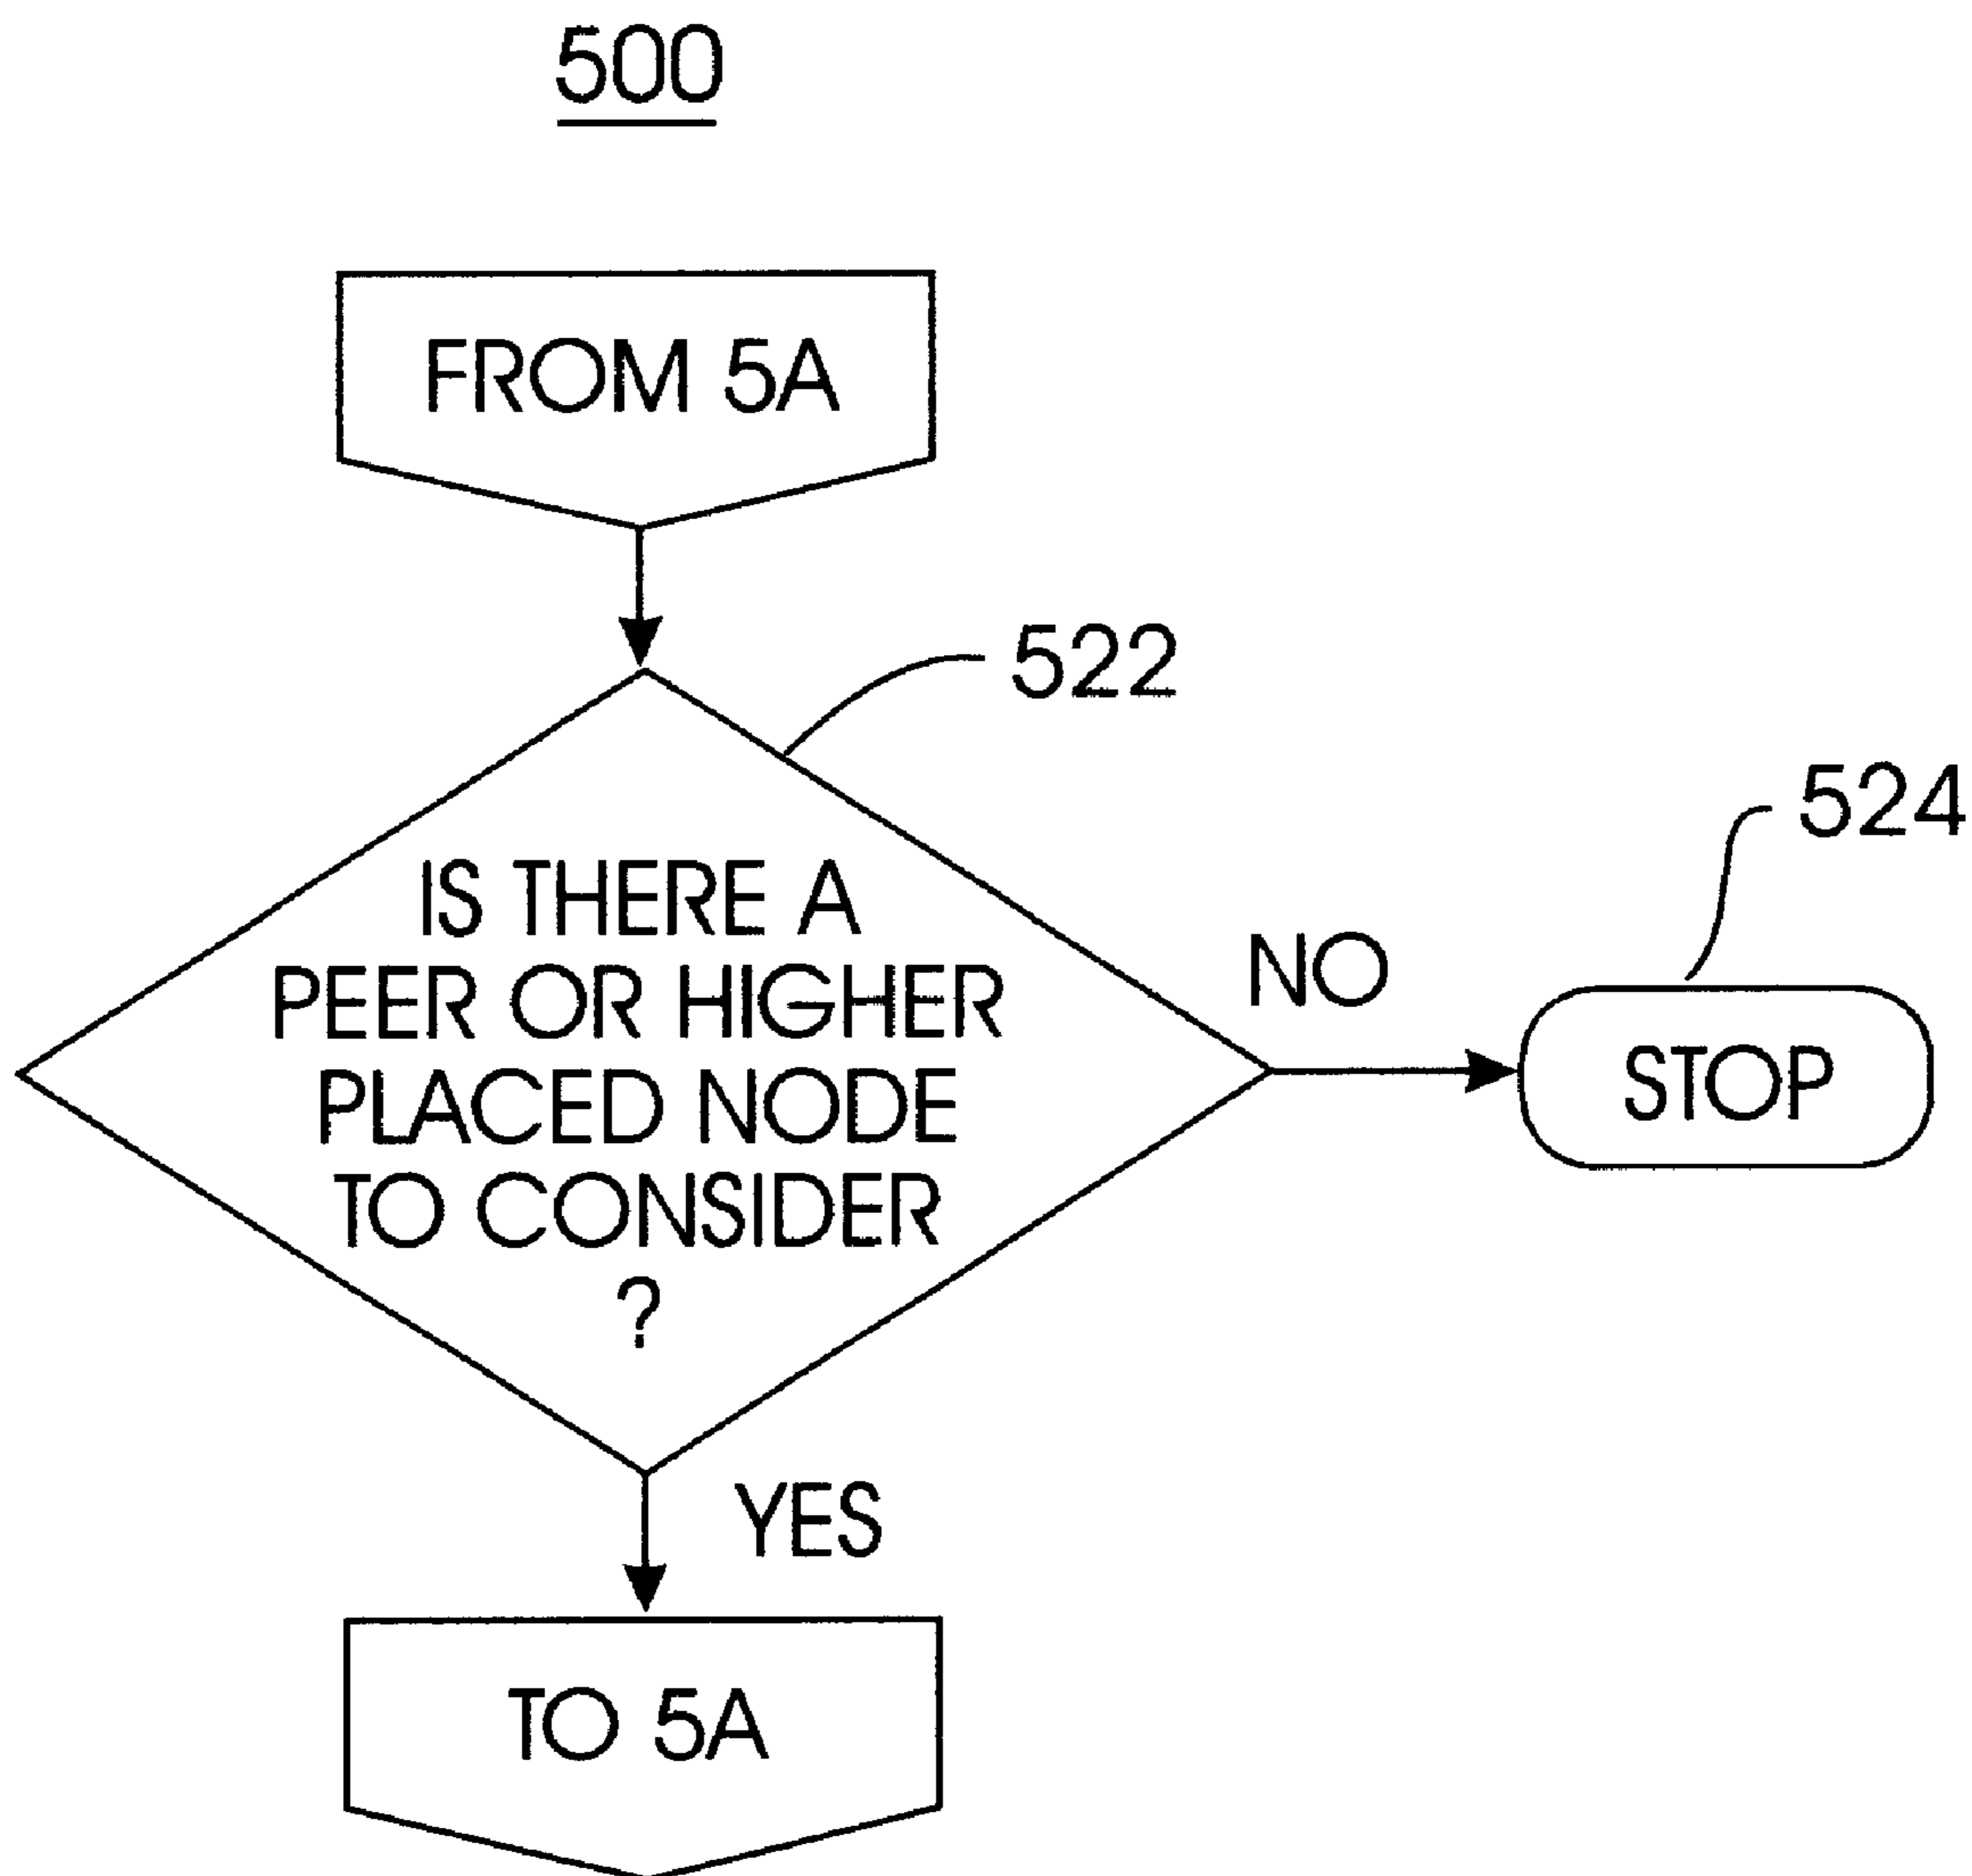 500
FROM 5A
522
524
IS THERE A
PEER OR HIGHER
PLACED NODE
TO CONSIDER
?
NO
STOP
YES
TO 5A